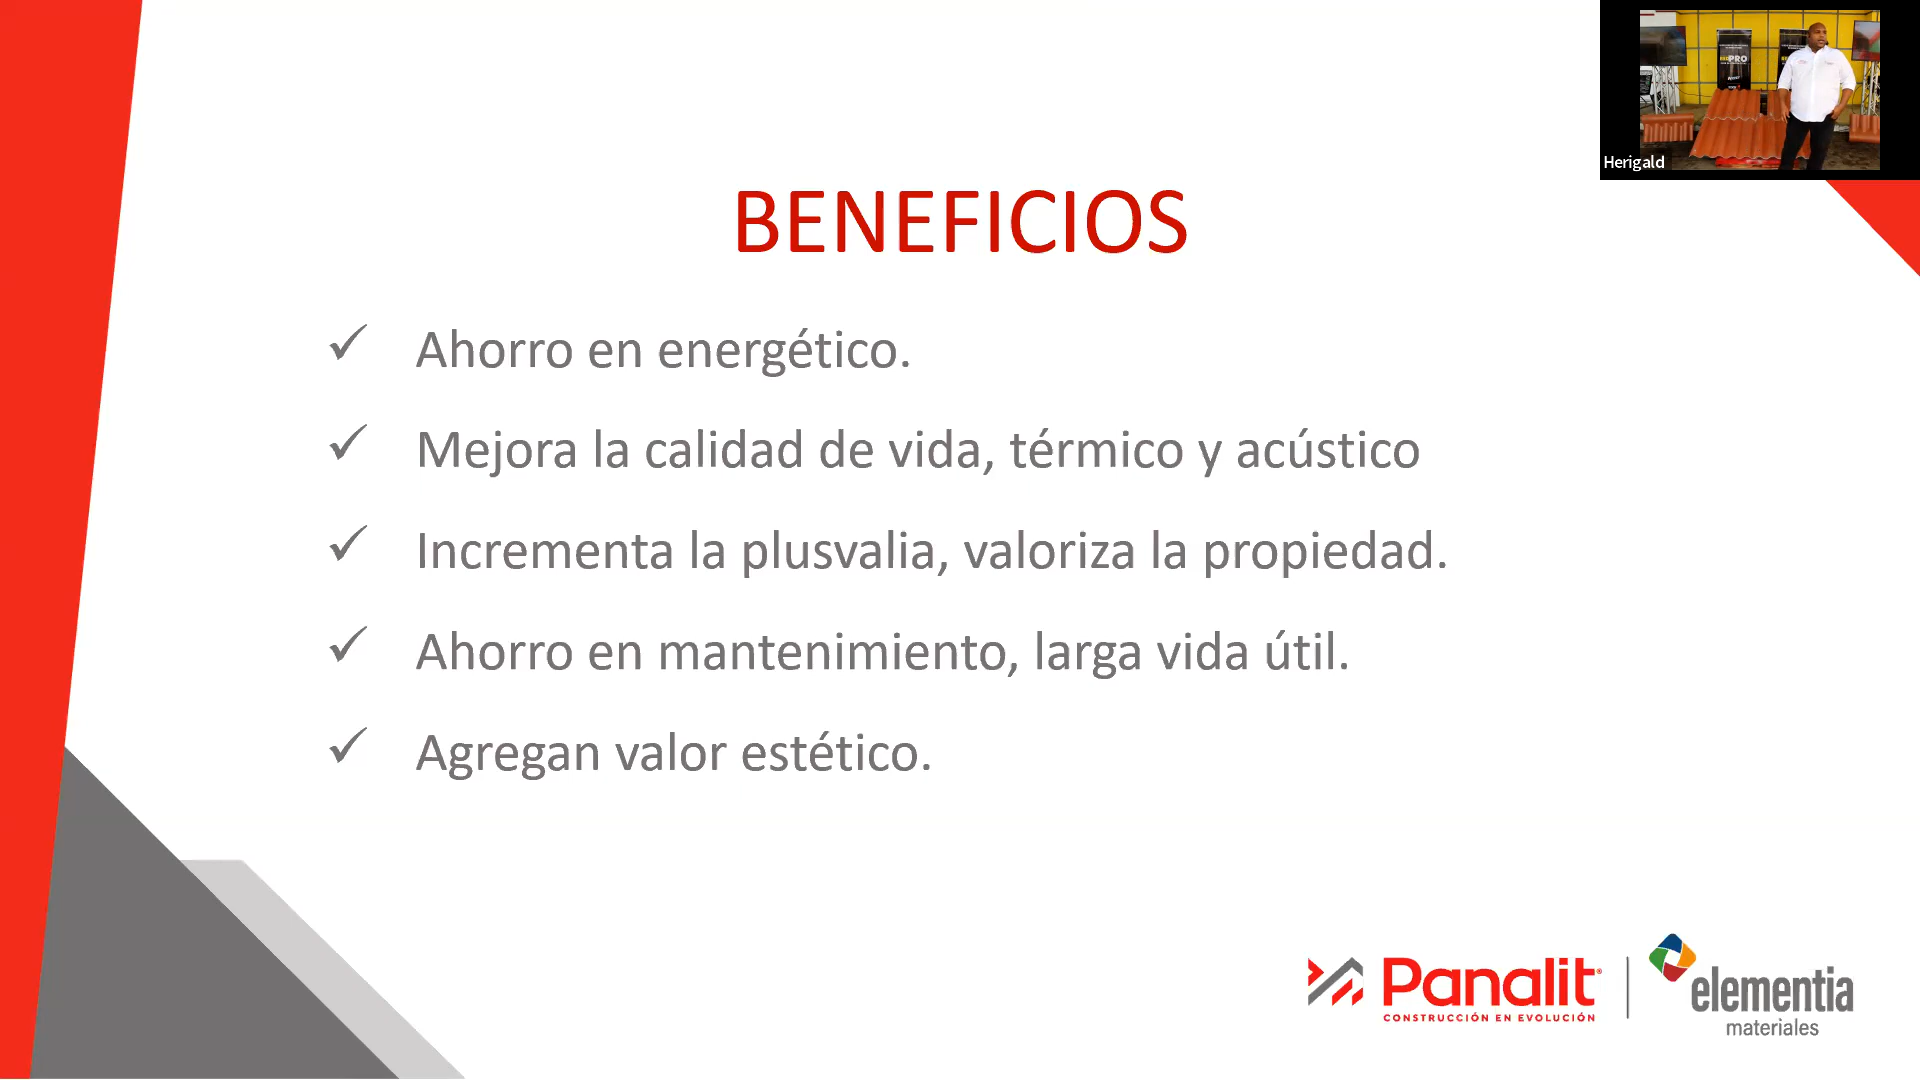 PRO
Herigald
BENEFICIOS
✓ Ahorro en energético.
✓ Mejora la calidad de vida, térmico y acústico
✓ Incrementa la plusvalia, valoriza la propiedad.
✓ Ahorro en mantenimiento, larga vida útil.
✓ Agregan valor estético.
Panalit®
CONSTRUCCIÓN EN EVOLUCIÓN
elementia
materiales